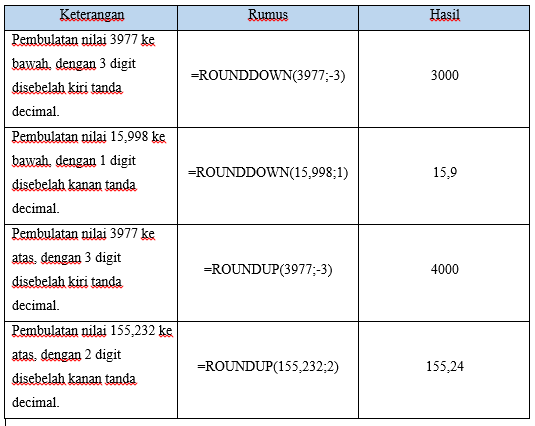 Keterangan Rumus Hasil
Pembulatan nilai 3977 ke
bawah, dengan 3 digit
disebelah kiri tanda
decimal.
=ROUNDDOWN(3977;-3)
3000
Pembulatan nilai 15,998 ke
bawah, dengan 1 digit
disebelah kanan tanda
decimal.
=ROUNDDOWN(15,998;1)
15,9
Pembulatan nilai 3977 ke
atas, dengan 3 digit
disebelah kiri tanda
decimal.
=ROUNDUP(3977;-3)
4000
Pembulatan nilai 155,232 ke
atas, dengan 2 digit
disebelah kanan tanda
decimal.
=ROUNDUP(155,232;2)
155,24